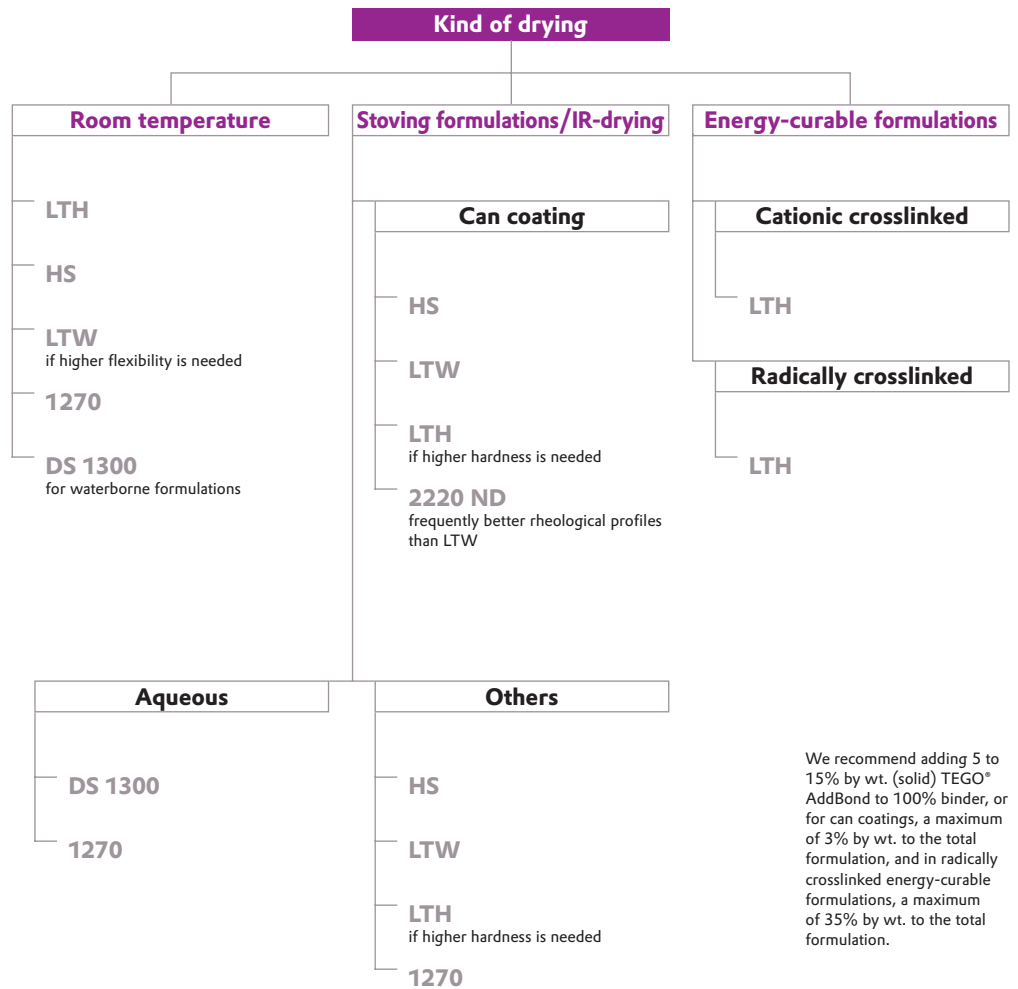 Kind of drying
Room temperature
LTH
HS
LTW
if higher flexibility is needed
1270
DS 1300
for waterborne formulations
Stoving formulations/IR-drying
Can coating
HS
LTW
LTH
if higher hardness is needed
2220 ND
frequently better rheological profiles
than LTW
Aqueous
DS 1300
1270
Others
HS
LTW
LTH
if higher hardness is needed
1270
Energy-curable formulations
Cationic crosslinked
LTH
Radically crosslinked
LTH
We recommend adding 5 to
15% by wt. (solid) TEGO®
AddBond to 100% binder, or
for can coatings, a maximum
of 3% by wt. to the total
formulation, and in radically
crosslinked energy-curable
formulations, a maximum
of 35% by wt. to the total
formulation.